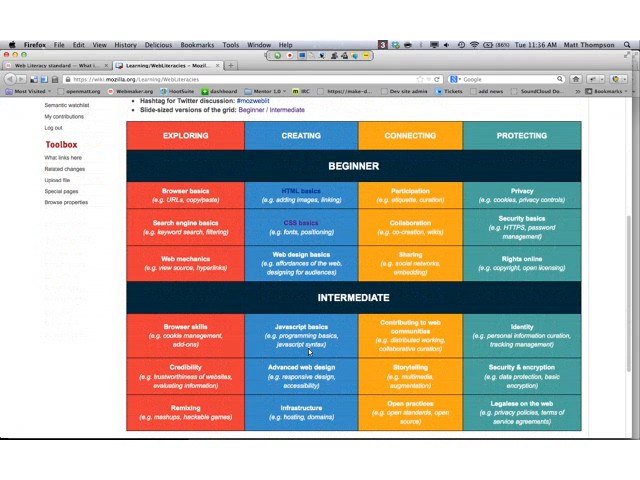 Firefox File Edit View History Delicious Bookmarks Tools Window Help 3 (86%) Tue 11:36 AM Matt Thompson
Learning/WebLiteracies – Mozil...
Web Literacy standard — What i... Learning/WebLiteracies – Mozil...
https://wiki.mozilla.org/Learning/WebLiteracies Google
Most Visited openmatt.org Webmaker.org HootSuite dashboard Mentor 1.0 IRC https://make-d... Dev site admin Tickets add news SoundCloud Do... Bookmarks
Semantic watchlist
My contributions
Log out
Toolbox
What links here
Related changes
Upload file
Special pages
Browse properties
Hashtag for Twitter discussion: #mozweblit
Slide-sized versions of the grid: Beginner / Intermediate
EXPLORING CREATING CONNECTING PROTECTING
BEGINNER
Browser basics
(e.g. URLs, copy/paste)
HTML basics
(e.g. adding images, linking)
Participation
(e.g. etiquette, curation)
Privacy
(e.g. cookies, privacy controls)
Search engine basics
(e.g. keyword search, filtering)
CSS basics
(e.g. fonts, positioning)
Collaboration
(e.g. co-creation, wikis)
Security basics
(e.g. HTTPS, password
management)
Web mechanics
(e.g. view source, hyperlinks)
Web design basics
(e.g. affordances of the web,
designing for audiences)
Sharing
(e.g. social networks,
embedding)
Rights online
(e.g. copyright, open licensing)
INTERMEDIATE
Browser skills
(e.g. cookie management,
add-ons)
Javascript basics
(e.g. programming basics,
javascript syntax)
Contributing to web
communities
(e.g. distributed working,
collaborative curation)
Identity
(e.g. personal information curation,
tracking management)
Credibility
(e.g. trustworthiness of websites,
evaluating information)
Advanced web design
(e.g. responsive design,
accessibility)
Storytelling
(e.g. multimedia,
augmentation)
Security & encryption
(e.g. data protection, basic
encryption)
Remixing
(e.g. mashups, hackable games)
Infrastructure
(e.g. hosting, domains)
Open practices
(e.g. open standards, open
source)
Legalese on the web
(e.g. privacy policies, terms of
service agreements)